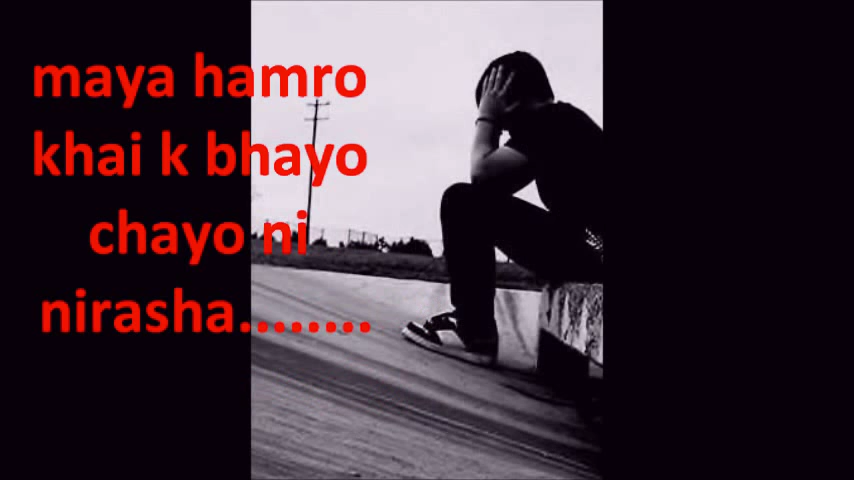 maya hamro
khai k bhayo
chayo ni
nirasha........